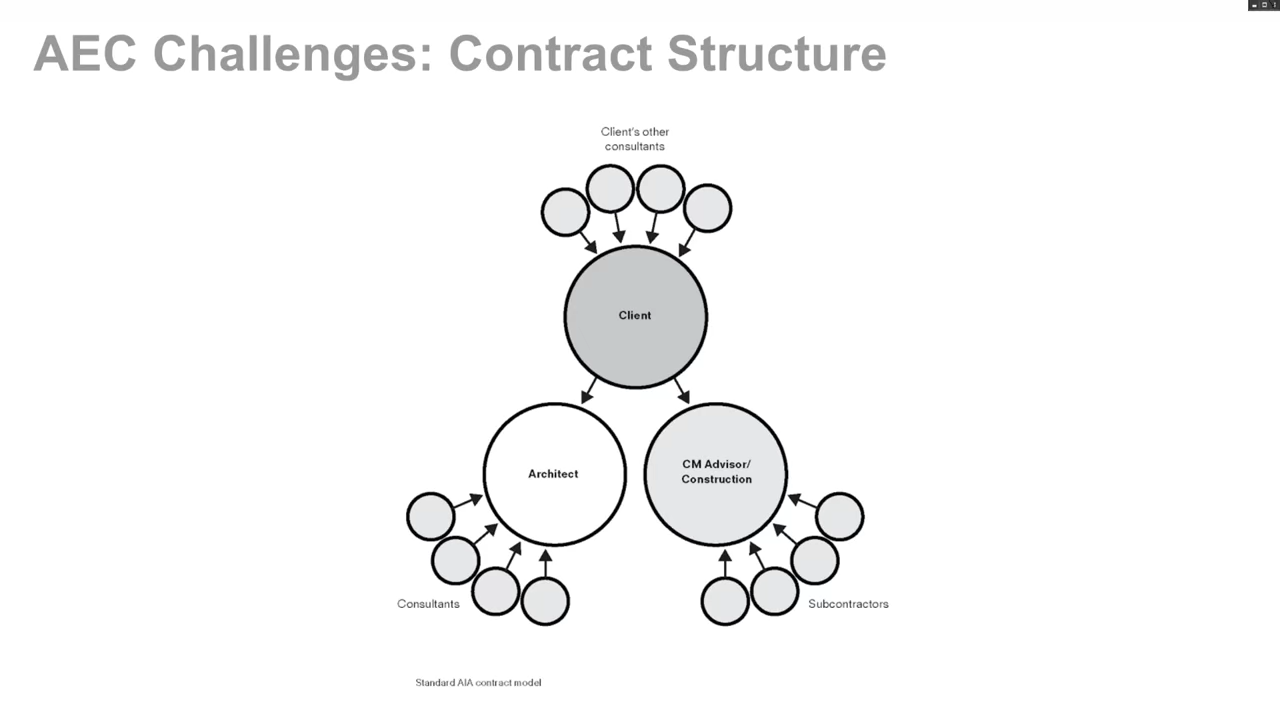 AEC Challenges: Contract Structure
Client's other
consultants
Client
Architect
CM Advisor/
Construction
Consultants
Subcontractors
Standard AIA contract model